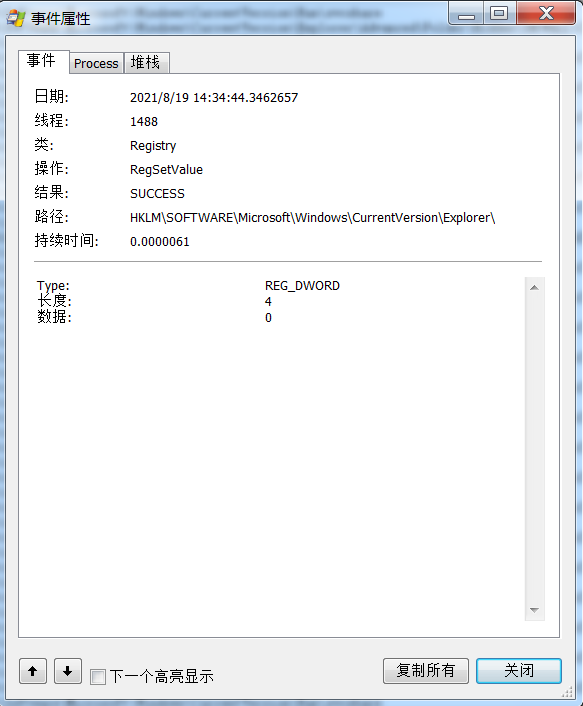 事件属性
事件 Process 堆栈
日期: 2021/8/19 14:34:44.3462657
线程: 1488
类: Registry
操作: RegSetValue
结果: SUCCESS
路径: HKLM\SOFTWARE\Microsoft\Windows\CurrentVersion\Explorer\
持续时间: 0.0000061
Type: REG_DWORD
长度: 4
数据: 0
下一个高亮显示 复制所有 关闭